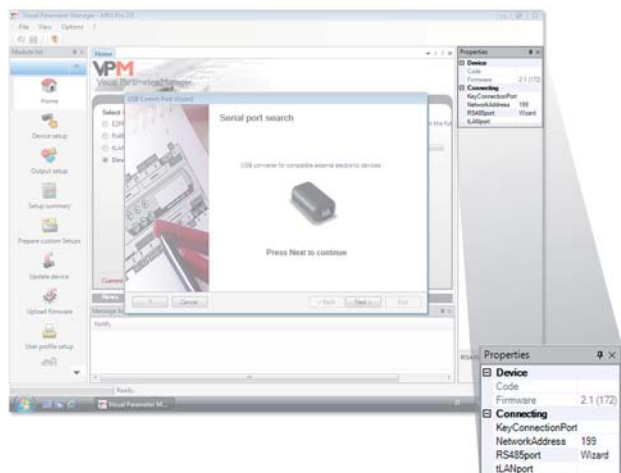 Visual Parameter Manager - MPX Pro 2.0
File View Options ?
Module list
Home
Device setup
Output setup
Setup summary
Prepare custom Setups
Update device
Upload firmware
User profile setup
Home
VPM
Visual Parameter Manager
Select
USB Comm Port Wizard
Serial port search
USB converter for compatible external electronic devices
Press Next to continue
?
Cancel
< Back
Next >
Exit
Current
News
Notify
Ready.
Visual Parameter M...
Properties
Device
Code
Firmware 2.1 (172)
Connecting
KeyConnectionPort
NetworkAddress 199
RS485port Wizard
tLANport
Properties
Device
Code
Firmware 2.1 (172)
Connecting
KeyConnectionPort
NetworkAddress 199
RS485port Wizard
tLANport